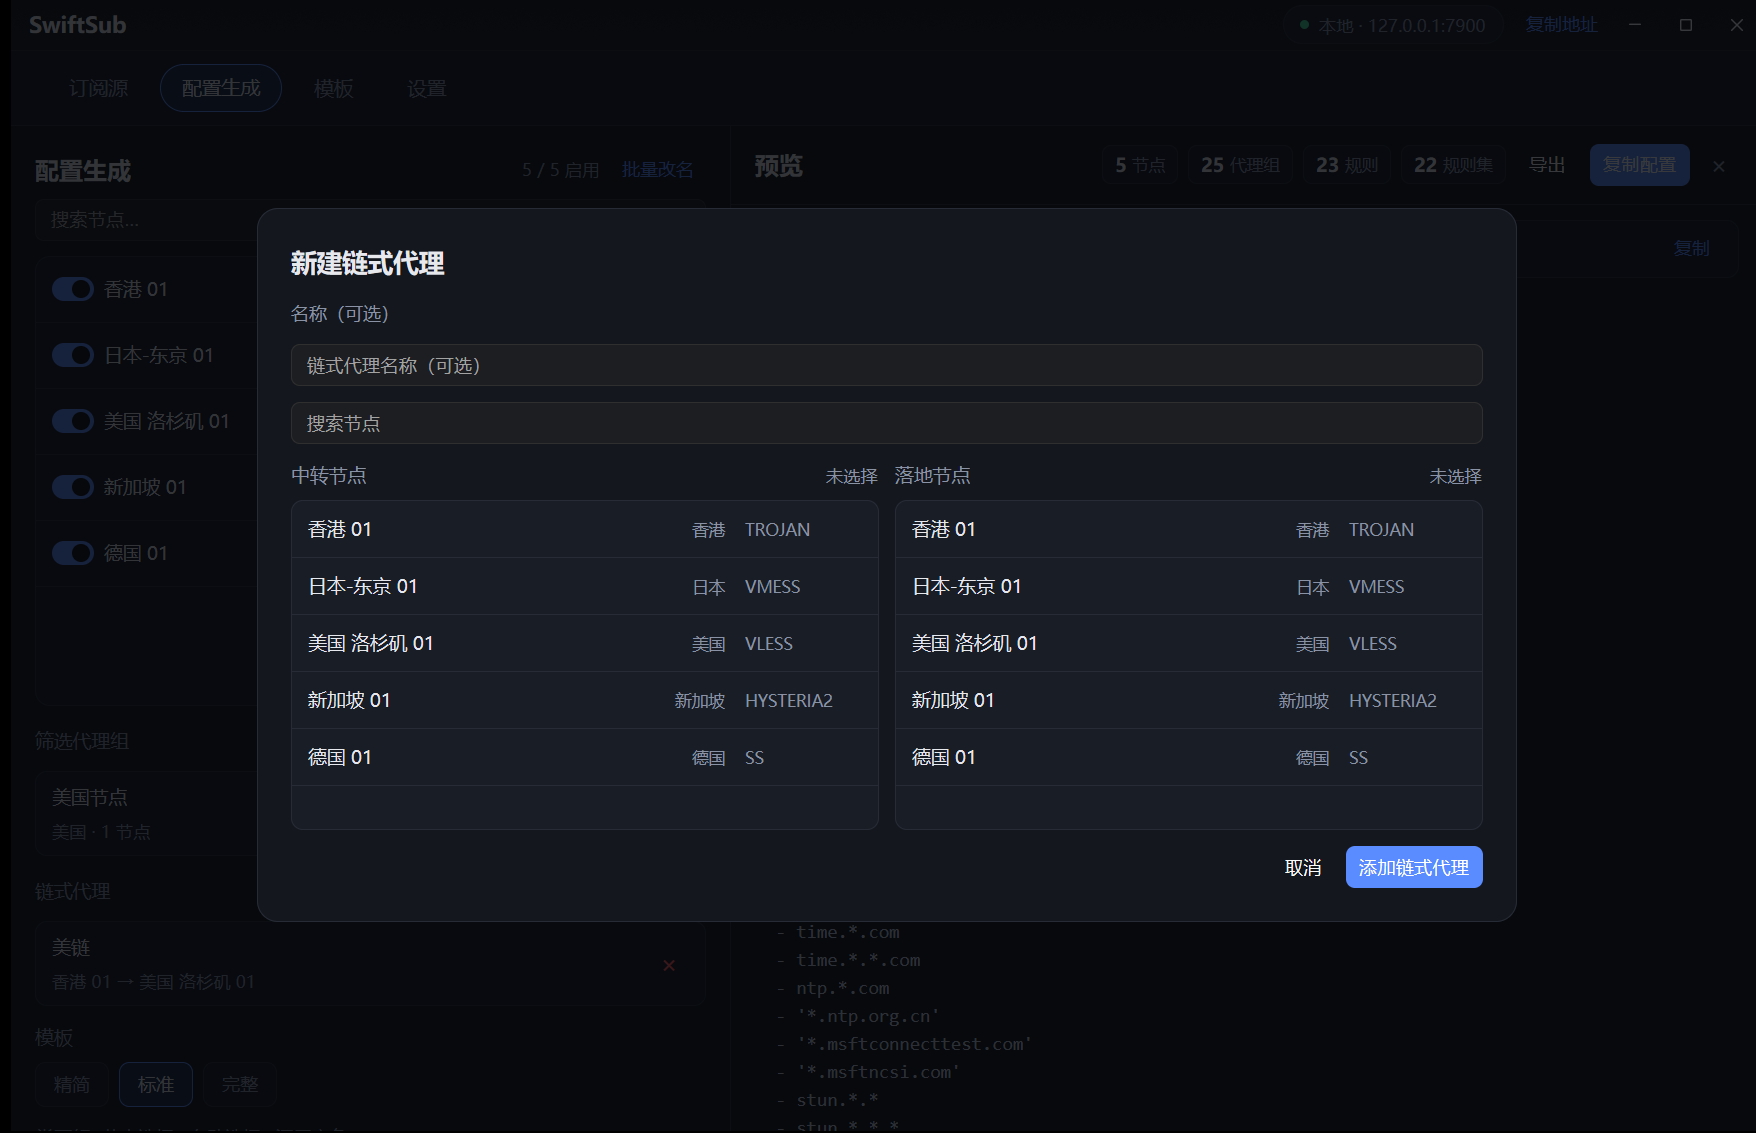 SwiftSub
本地 · 127.0.0.1:7900
复制地址
订阅源
配置生成
模板
设置
配置生成
5 / 5 启用
批量改名
搜索节点...
香港 01
日本-东京 01
美国 洛杉矶 01
新加坡 01
德国 01
筛选代理组
美国节点
美国 · 1 节点
链式代理
美链
香港 01 → 美国 洛杉矶 01
模板
精简
标准
完整
预览
5 节点
25 代理组
23 规则
22 规则集
导出
复制配置
复制
新建链式代理
名称（可选）
链式代理名称（可选）
搜索节点
中转节点
未选择
香港 01 香港 TROJAN
日本-东京 01 日本 VMESS
美国 洛杉矶 01 美国 VLESS
新加坡 01 新加坡 HYSTERIA2
德国 01 德国 SS
落地节点
未选择
香港 01 香港 TROJAN
日本-东京 01 日本 VMESS
美国 洛杉矶 01 美国 VLESS
新加坡 01 新加坡 HYSTERIA2
德国 01 德国 SS
取消
添加链式代理
- time.*.com
- time.*.*.com
- ntp.*.com
- '*.ntp.org.cn'
- '*.msftconnecttest.com'
- '*.msftncsi.com'
- stun.*.*
- stun.*.*.*